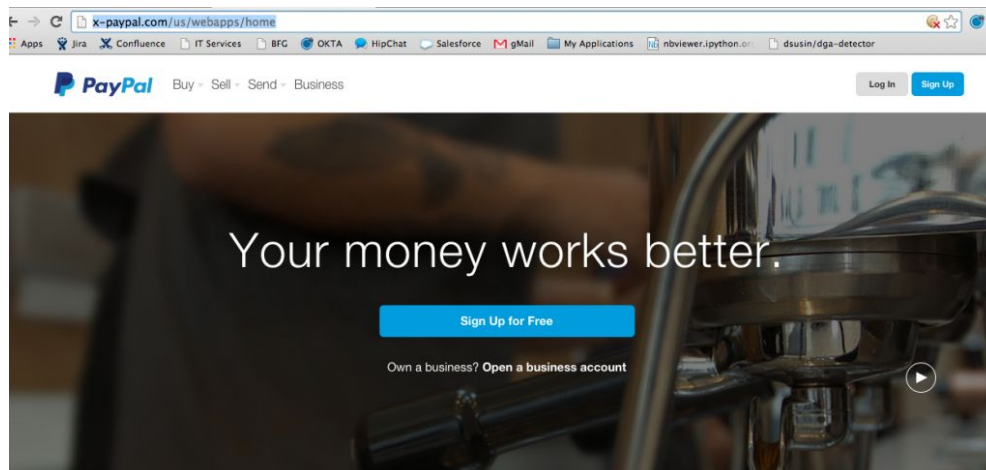 x-paypal.com/us/webapps/home
Apps Jira Confluence IT Services BFG OKTA HipChat Salesforce gMail My Applications nbviewer.ipython.or dsusin/dga-detector
PayPal Buy Sell Send Business Log In Sign Up
Your money works better.
Sign Up for Free
Own a business? Open a business account